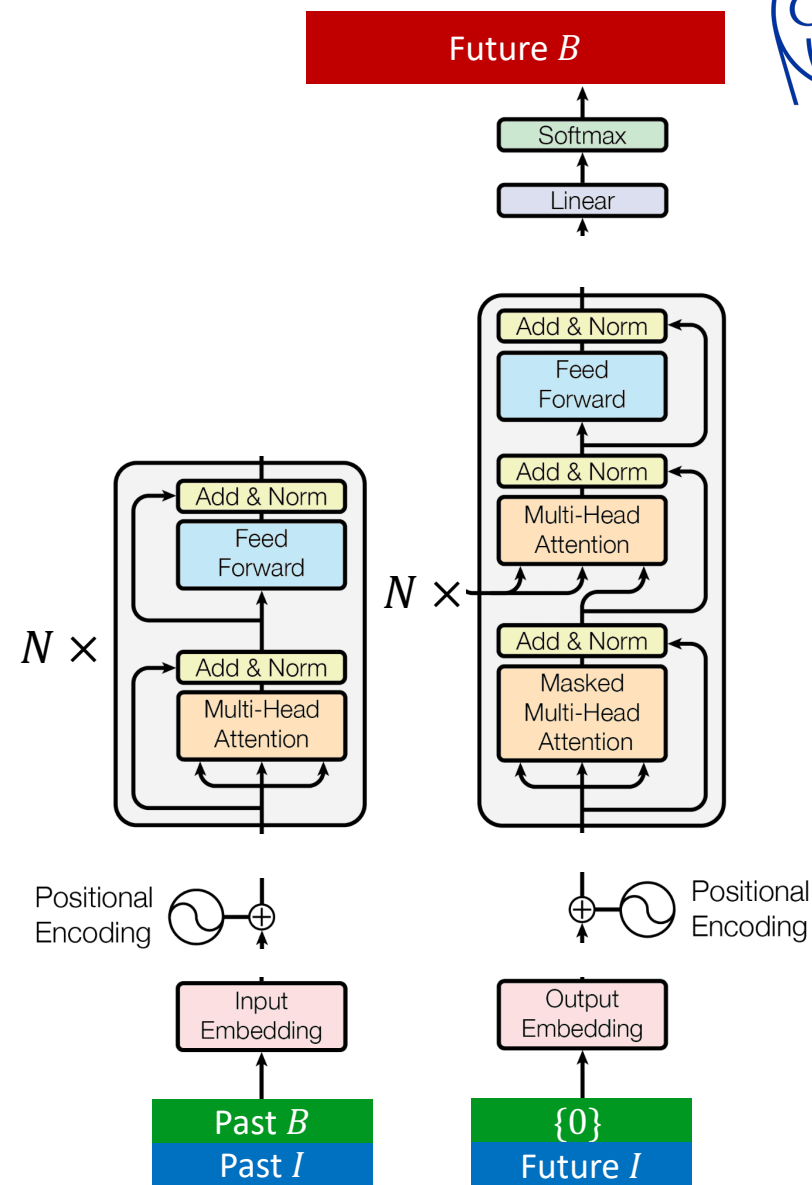 Future B
Softmax
Linear
Add & Norm
Feed
Forward
Add & Norm
Multi-Head
Attention
N ×
Add & Norm
Masked
Multi-Head
Attention
Add & Norm
Feed
Forward
N ×
Add & Norm
Multi-Head
Attention
Positional
Encoding
Positional
Encoding
Input
Embedding
Output
Embedding
Past B
Past I
{0}
Future I